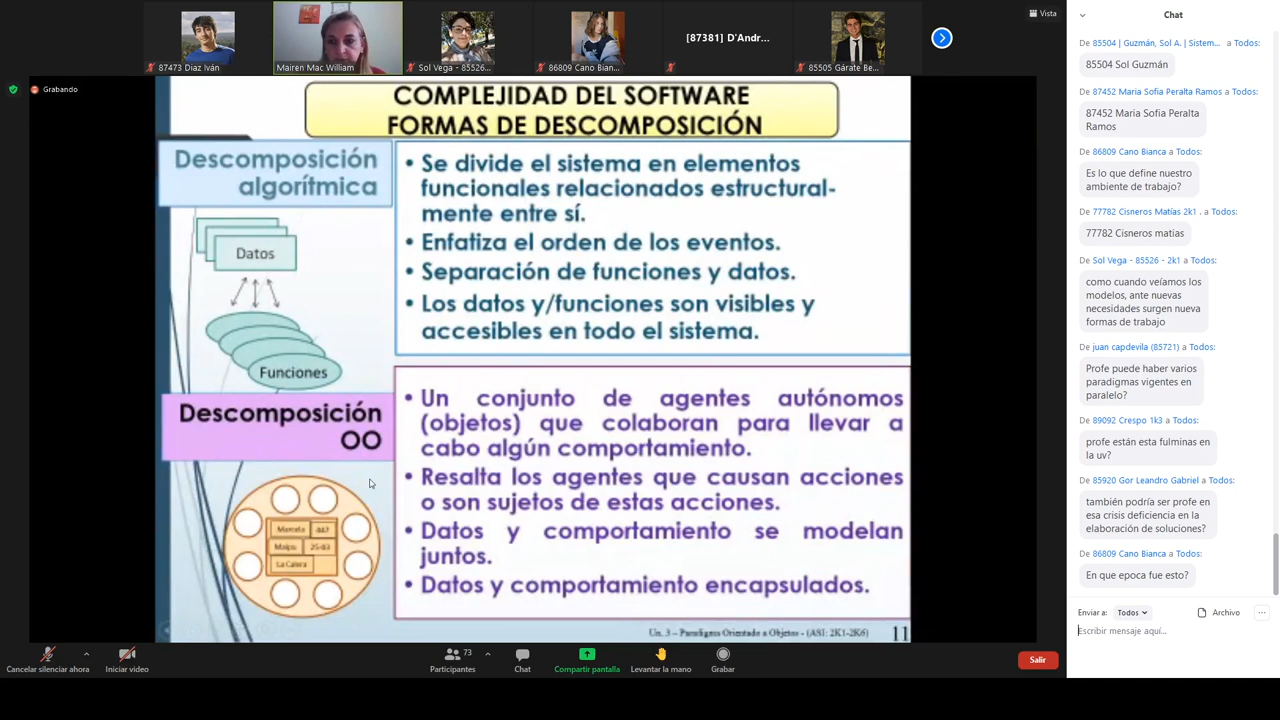 Vista
87473 Diaz Iván
Mairen Mac William
Sol Vega - 85526...
86809 Cano Bian...
[87381] D'Andr...
85505 Gárate Be...
Grabando
COMPLEJIDAD DEL SOFTWARE
FORMAS DE DESCOMPOSICIÓN
Descomposición
algorítmica
Datos
Funciones
• Se divide el sistema en elementos
funcionales relacionados estructural-
mente entre sí.
• Enfatiza el orden de los eventos.
• Separación de funciones y datos.
• Los datos y/funciones son visibles y
accesibles en todo el sistema.
Descomposición
OO
Marcela 447
Maipu 25-03
La Calera
• Un conjunto de agentes autónomos
(objetos) que colaboran para llevar a
cabo algún comportamiento.
• Resalta los agentes que causan acciones
o son sujetos de estas acciones.
• Datos y comportamiento se modelan
juntos.
• Datos y comportamiento encapsulados.
Un. 3 – Paradigma Orientado a Objetos - (ASI: 2K1-2K6) 11
Cancelar silenciar ahora
Iniciar video
73
Participantes
Chat
Compartir pantalla
Levantar la mano
Grabar
Salir
Chat
De 85504 | Guzmán, Sol A. | Sistem... a Todos:
85504 Sol Guzmán
De 87452 Maria Sofia Peralta Ramos a Todos:
87452 Maria Sofia Peralta
Ramos
De 86809 Cano Bianca a Todos:
Es lo que define nuestro
ambiente de trabajo?
De 77782 Cisneros Matías 2k1 . a Todos:
77782 Cisneros matias
De Sol Vega - 85526 - 2k1 a Todos:
como cuando veíamos los
modelos, ante nuevas
necesidades surgen nueva
formas de trabajo
De juan capdevila (85721) a Todos:
Profe puede haber varios
paradigmas vigentes en
paralelo?
De 89092 Crespo 1k3 a Todos:
profe están esta fulminas en
la uv?
De 85920 Gor Leandro Gabriel a Todos:
también podría ser profe en
esa crisis deficiencia en la
elaboración de soluciones?
De 86809 Cano Bianca a Todos:
En que epoca fue esto?
Enviar a: Todos
Archivo
...
Escribir mensaje aquí...